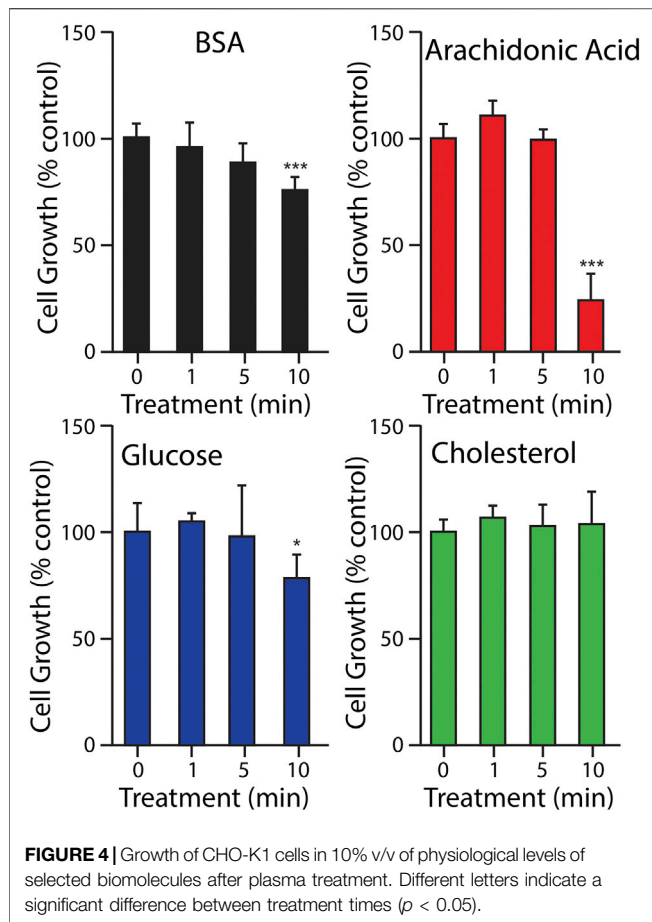 BSA
Cell Growth (% control)
150
100
50
0
***
0 1 5 10
Treatment (min)
Arachidonic Acid
Cell Growth (% control)
150
100
50
0
***
0 1 5 10
Treatment (min)
Glucose
Cell Growth (% control)
150
100
50
0
*
0 1 5 10
Treatment (min)
Cholesterol
Cell Growth (% control)
150
100
50
0
0 1 5 10
Treatment (min)
FIGURE 4 | Growth of CHO-K1 cells in 10% v/v of physiological levels of
selected biomolecules after plasma treatment. Different letters indicate a
significant difference between treatment times (p < 0.05).